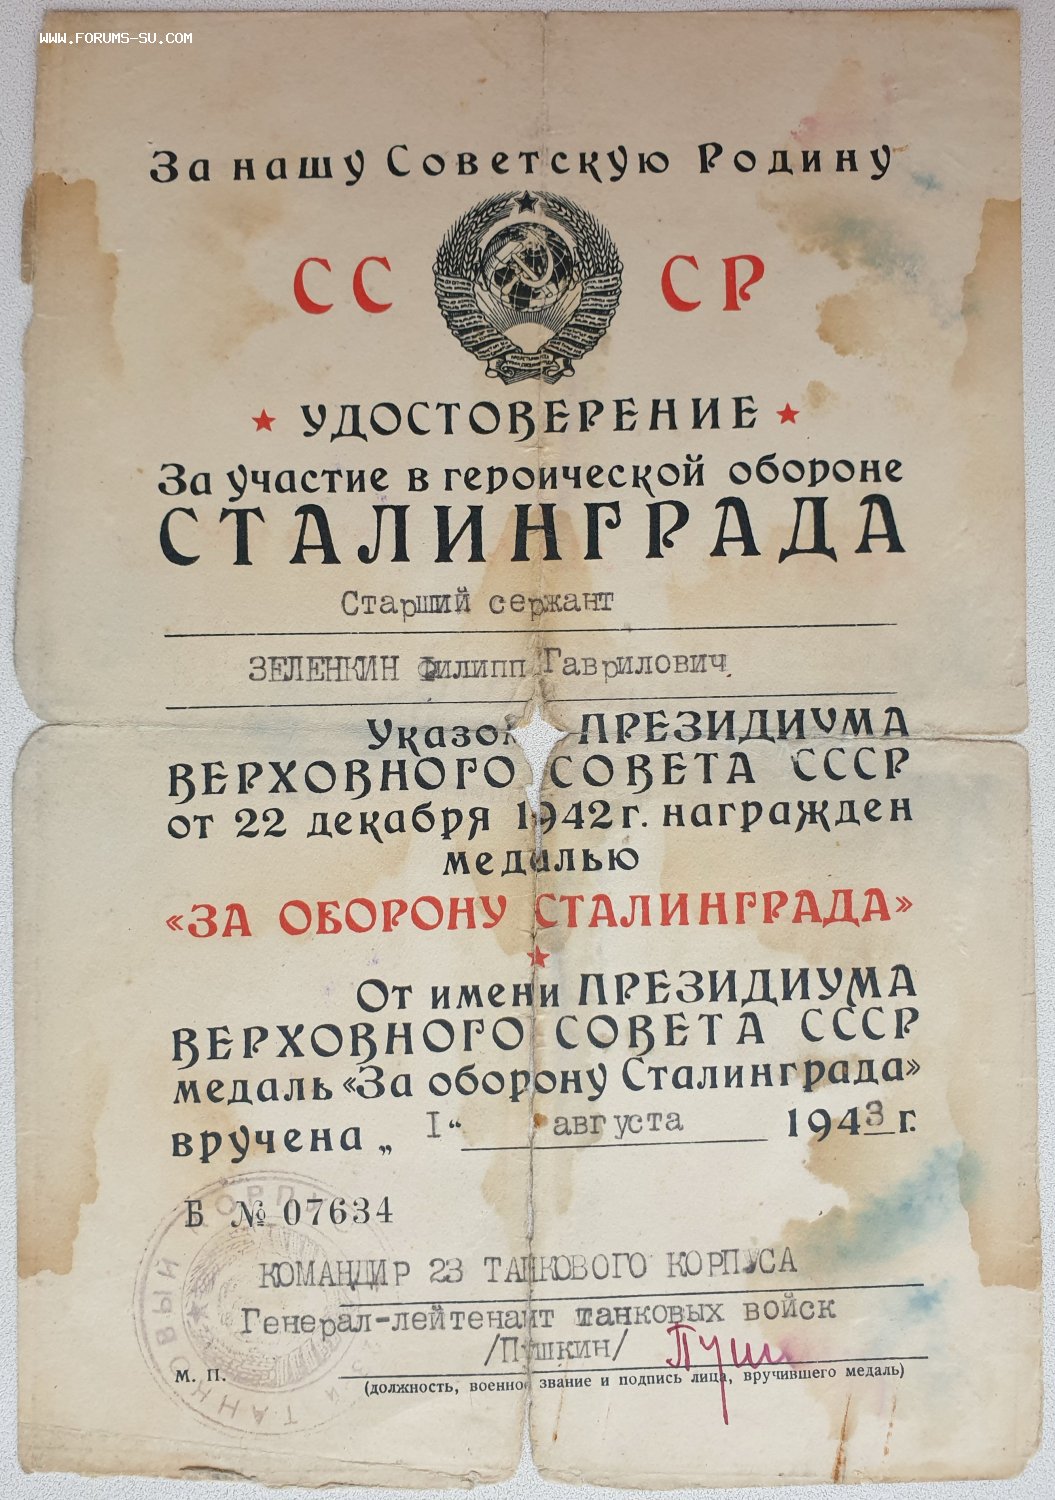 WWW.FORUMS-SU.COM
За нашу Советскую Родину
СС СР
УДОСТОВЕРЕНИЕ
За участие в героической обороне
СТАЛИНГРАДА
Старший сержант
ЗЕЛЕНКИН Филипп Гаврилович.
Указом ПРЕЗИДИУМА
ВЕРХОВНОГО СОВЕТА СССР
от 22 декабря 1942 г. награжден
медалью
«ЗА ОБОРОНУ СТАЛИНГРАДА»
От имени ПРЕЗИДИУМА
ВЕРХОВНОГО СОВЕТА СССР
медаль «За оборону Сталинграда»
вручена „ I “ августа 1943 г.
Б № 07634
КОМАНДИР 23 ТАНКОВОГО КОРПУСА
Генерал-лейтенант танковых войск
/Пушкин/ Пуш
М. П.
(должность, военное звание и подпись лица, вручившего медаль)
ТАНКОВЫЙ КОРПУС